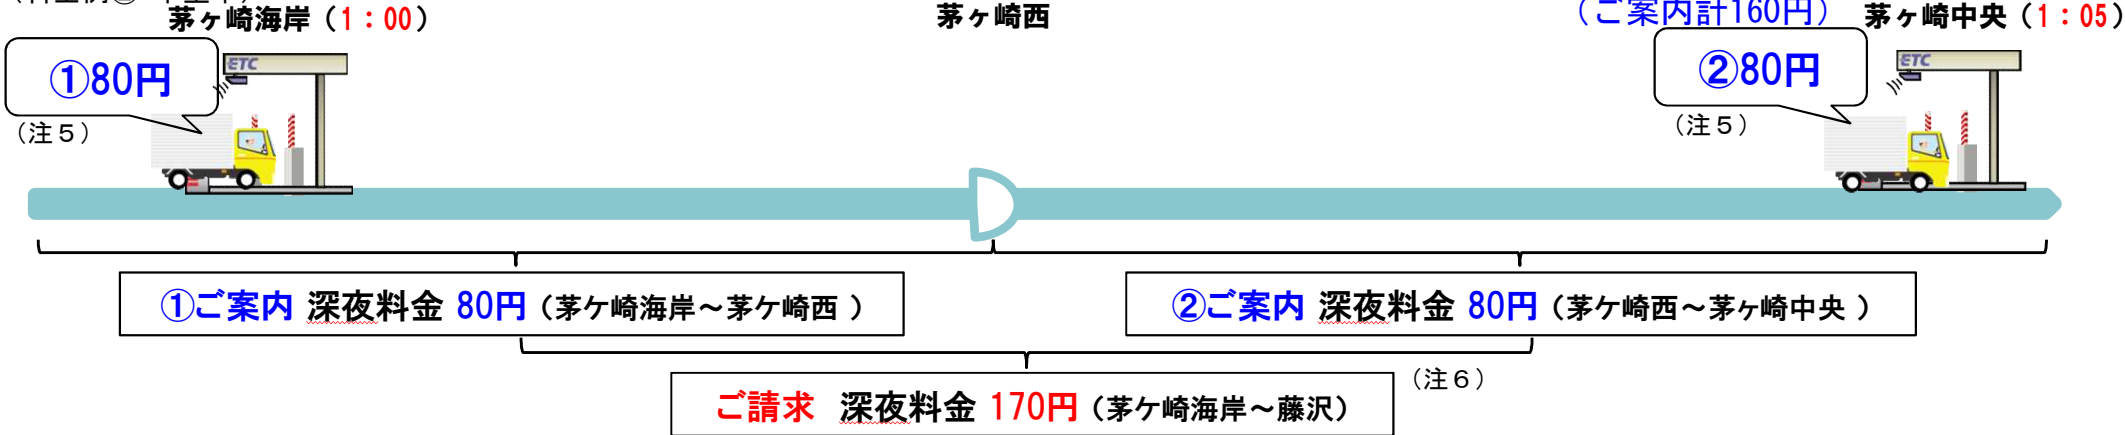 茅ヶ崎海岸（1：00）
茅ヶ崎西
（ご案内計160円）
茅ヶ崎中央（1：05）
①80円
ETC
（注５）
②80円
ETC
（注５）
①ご案内 深夜料金 80円（茅ケ崎海岸～茅ケ崎西 ）
②ご案内 深夜料金 80円（茅ケ崎西～茅ヶ崎中央 ）
（注６）
ご請求 深夜料金 170円（茅ケ崎海岸～藤沢）